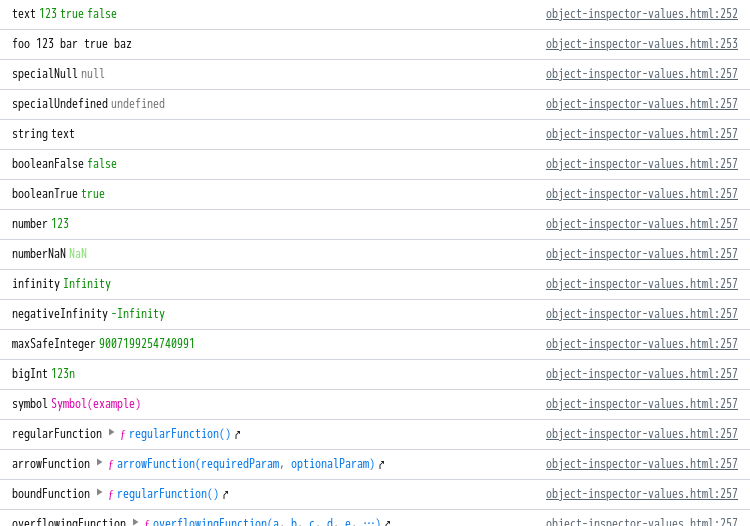 text 123 true false object-inspector-values.html:252
foo 123 bar true baz object-inspector-values.html:253
specialNull null object-inspector-values.html:257
specialUndefined undefined object-inspector-values.html:257
string text object-inspector-values.html:257
booleanFalse false object-inspector-values.html:257
booleanTrue true object-inspector-values.html:257
number 123 object-inspector-values.html:257
numberNaN NaN object-inspector-values.html:257
infinity Infinity object-inspector-values.html:257
negativeInfinity -Infinity object-inspector-values.html:257
maxSafeInteger 9007199254740991 object-inspector-values.html:257
bigInt 123n object-inspector-values.html:257
symbol Symbol(example) object-inspector-values.html:257
regularFunction ƒ regularFunction() object-inspector-values.html:257
arrowFunction ƒ arrowFunction(requiredParam, optionalParam) object-inspector-values.html:257
boundFunction ƒ regularFunction() object-inspector-values.html:257
overflowingFunction ƒ overflowingFunction(a, b, c, d, e, …) object-inspector-values.html:257